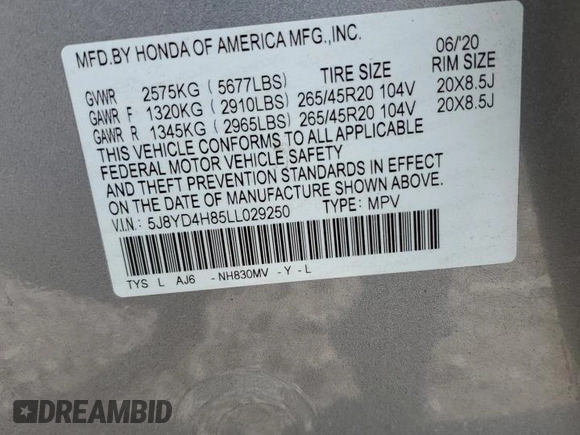 MFD.BY HONDA OF AMERICA MFG.,INC.
06/'20
TIRE SIZE RIM SIZE
GVWR 2575KG (5677LBS)
GAWR F 1320KG (2910LBS) 265/45R20 104V 20X8.5J
GAWR R 1345KG (2965LBS) 265/45R20 104V 20X8.5J
THIS VEHICLE CONFORMS TO ALL APPLICABLE
FEDERAL MOTOR VEHICLE SAFETY
AND THEFT PREVENTION STANDARDS IN EFFECT
ON THE DATE OF MANUFACTURE SHOWN ABOVE.
V.I.N: 5J8YD4H85LL029250 TYPE: MPV
TYS L AJ6 -NH830MV -Y -L
DREAMBID